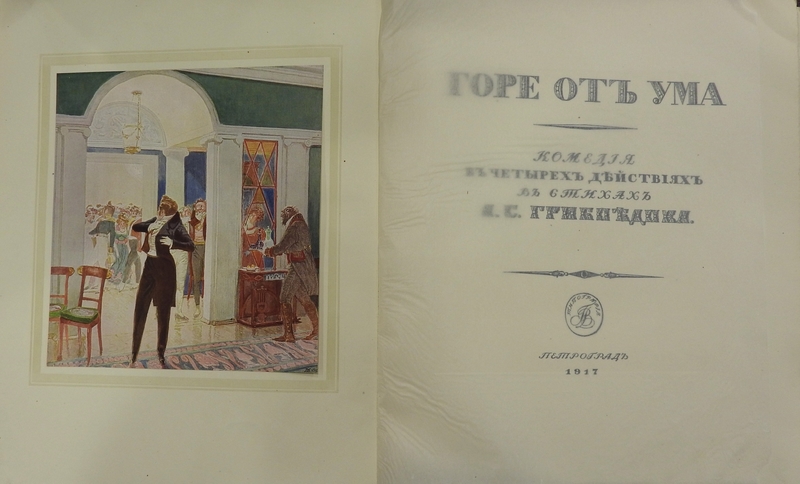 ГОРЕ ОТЪ УМА
КОМЕДІЯ
ВЪ ЧЕТЫРЕХЪ ДѢЙСТВІЯХЪ
ВЪ СТИХАХЪ
А. С. ГРИБОѢДОВА.
ПЕТРОГРАДЪ
1917